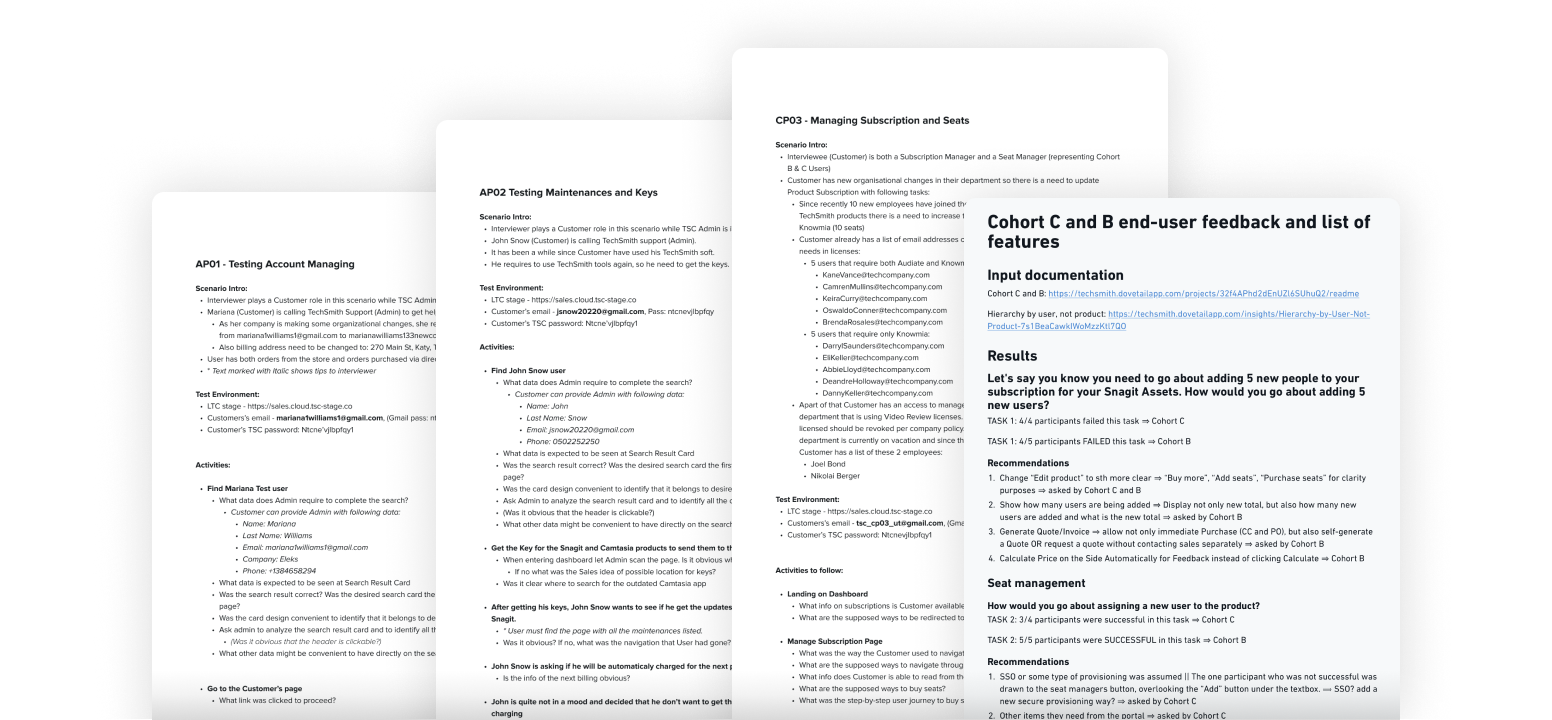 AP01 - Testing Account Managing
Scenario Intro:
Interviewer plays a Customer role in this scenario while TSC Admin
Mariana (Customer) is calling TechSmith Support (Admin) to get hel
As her company is making some organizational changes, she re
from mariana1williams1@gmail.com to marianawilliams133newco
Also billing address need to be changed to: 270 Main St, Katy, T
User has both orders from the store and orders purchased via dire
* Text marked with Italic shows tips to interviewer
Test Environment:
LTC stage - https://sales.cloud.tsc-stage.co
Customers's email - mariana1williams1@gmail.com, (Gmail pass: nt
Customer's TSC password: Ntcne'vjlbpfqy1
Activities:
Find Mariana Test user
What data does Admin require to complete the search?
Customer can provide Admin with following data:
Name: Mariana
Last Name: Williams
Email: mariana1williams1@gmail.com
Company: Eleks
Phone: +1384658294
What data is expected to be seen at Search Result Card
Was the search result correct? Was the desired search card the
page?
Was the card design convenient to identify that it belongs to de
Ask admin to analyze the search result card and to identify all th
(Was it obvious that the header is clickable?)
What other data might be convenient to have directly on the se
Go to the Customer's page
What link was clicked to proceed?
AP02 Testing Maintenances and Keys
Scenario Intro:
Interviewer plays a Customer role in this scenario while TSC Admin is i
John Snow (Customer) is calling TechSmith support (Admin).
It has been a while since Customer have used his TechSmith soft.
He requires to use TechSmith tools again, so he need to get the keys.
Test Environment:
LTC stage - https://sales.cloud.tsc-stage.co
Customer's email - jsnow20220@gmail.com, Pass: ntcnevjlbpfqy
Customer's TSC password: Ntcne'vjlbpfqy1
Activities:
Find John Snow user
What data does Admin require to complete the search?
Customer can provide Admin with following data:
Name: John
Last Name: Snow
Email: jsnow20220@gmail.com
Phone: 0502252250
What data is expected to be seen at Search Result Card
Was the search result correct? Was the desired search card the firs
page?
Was the card design convenient to identify that it belongs to desire
Ask Admin to analyze the search result card and to identify all the c
(Was it obvious that the header is clickable?)
What other data might be convenient to have directly on the search
Get the Key for the Snagit and Camtasia products to send them to th
When entering dashboard let Admin scan the page. Is it obvious wh
If no what was the Sales idea of possible location for keys?
Was it clear where to search for the outdated Camtasia app
After getting his keys, John Snow wants to see if he get the updates
Snagit.
* User must find the page with all the maintenances listed,
Was it obvious? If no, what was the navigation that User had gone?
John Snow is asking if he will be automaticaly charged for the next p
Is the info of the next billing obvious?
John is quite not in a mood and decided that he don't want to get th
charging
CP03 - Managing Subscription and Seats
Scenario Intro:
Interviewee (Customer) is both a Subscription Manager and a Seat Manager (representing Cohort
B & C Users)
Customer has new organisational changes in their department so there is a need to update
Product Subscription with following tasks:
Since recently 10 new employees have joined the
TechSmith products there is a need to increase t
Knowmia (10 seats)
Customer already has a list of email addresses o
needs in licenses:
5 users that require both Audiate and Knowm
KaneVance@techcompany.com
CamrenMullins@techcompany.com
KeiraCurry@techcompany.com
OswaldoConner@techcompany.com
BrendaRosales@techcompany.com
5 users that require only Knowmia:
DarrylSaunders@techcompany.com
EliKeller@techcompany.com
AbbieLloyd@techcompany.com
DeandreHolloway@techcompany.com
DannyKeller@techcompany.com
Apart of that Customer has an access to manage
department that is using Video Review licenses.
licensed should be revoked per company policy.
department is currently on vacation and since th
Customer has a list of these 2 employees:
Joel Bond
Nikolai Berger
Test Environment:
LTC stage - https://sales.cloud.tsc-stage.co
Customers's email - tsc_cp03_ut@gmail.com, (Gma
Customer's TSC password: Ntcnevjlbpfqy1
Activities to follow:
Landing on Dashboard
What info on subscriptions is Customer available
What are the supposed ways to be redirected to
Manage Subscription Page
What was the way the Customer used to navigat
What are the supposed ways to navigate throug
What info does Customer is able to read from the
What are the supposed ways to buy seats?
What was the step-by-step user journey to buy s
Cohort C and B end-user feedback and list of
features
Input documentation
Cohort C and B: https://techsmith.dovetailapp.com/projects/32f4APhd2dEnUZl6SUhuQ2/readme
Hierarchy by user, not product: https://techsmith.dovetailapp.com/insights/Hierarchy-by-User-Not-
Product-7s1BeaCawkIWoMzzKtl7QO
Results
Let's say you know you need to go about adding 5 new people to your
subscription for your Snagit Assets. How would you go about adding 5
new users?
TASK 1: 4/4 participants failed this task ⇒ Cohort C
TASK 1: 4/5 participants FAILED this task ⇒ Cohort B
Recommendations
1. Change "Edit product" to sth more clear ⇒ "Buy more", "Add seats", "Purchase seats" for clarity
purposes ⇒ asked by Cohort C and B
2. Show how many users are being added ⇒ Display not only new total, but also how many new
users are added and what is the new total ⇒ asked by Cohort B
3. Generate Quote/Invoice ⇒ allow not only immediate Purchase (CC and PO), but also self-generate
a Quote OR request a quote without contacting sales separately ⇒ asked by Cohort B
4. Calculate Price on the Side Automatically for Feedback instead of clicking Calculate ⇒ Cohort B
Seat management
How would you go about assigning a new user to the product?
TASK 2: 3/4 participants were successful in this task ⇒ Cohort C
TASK 2: 5/5 participants were SUCCESSFUL in this task ⇒ Cohort B
Recommendations
1. SSO or some type of provisioning was assumed || The one participant who was not successful was
drawn to the seat managers button, overlooking the "Add" button under the textbox. == SSO? add a
new secure provisioning way? ⇒ asked by Cohort C
2. Other items they need from the portal ⇒ asked by Cohort C